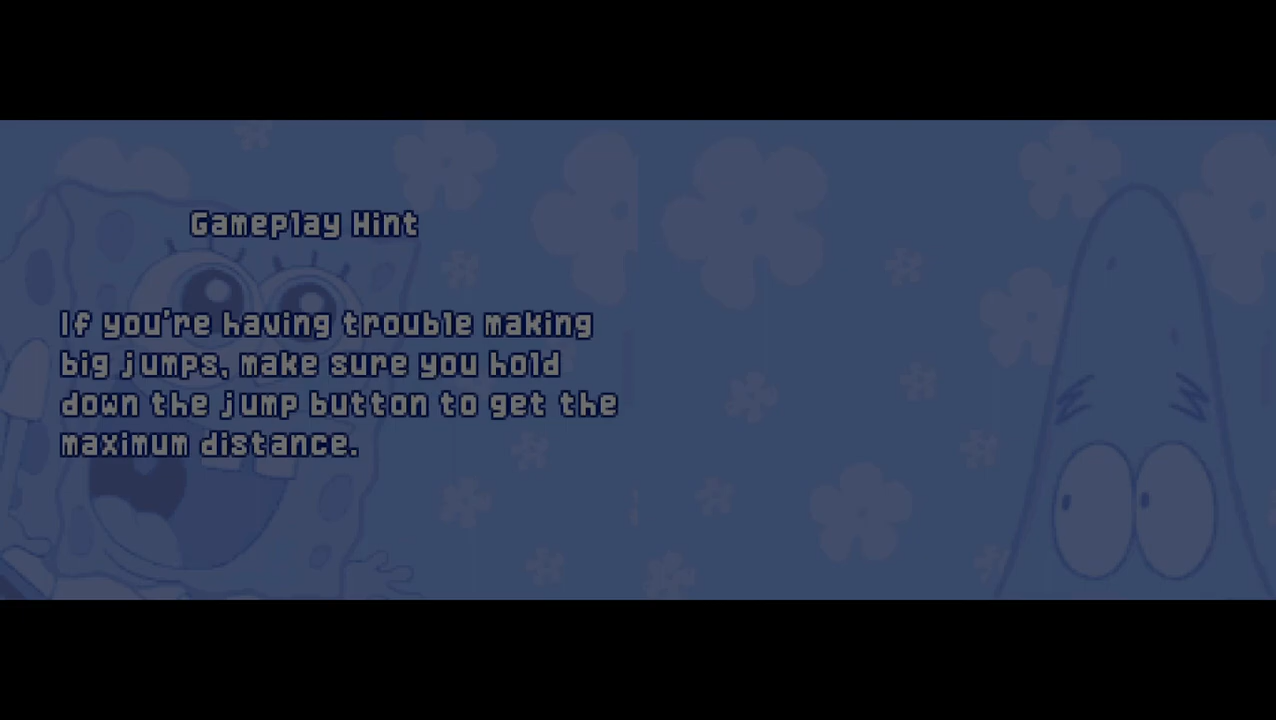 Gameplay Hint
If you're having trouble making
big jumps, make sure you hold
down the jump button to get the
maximum distance.